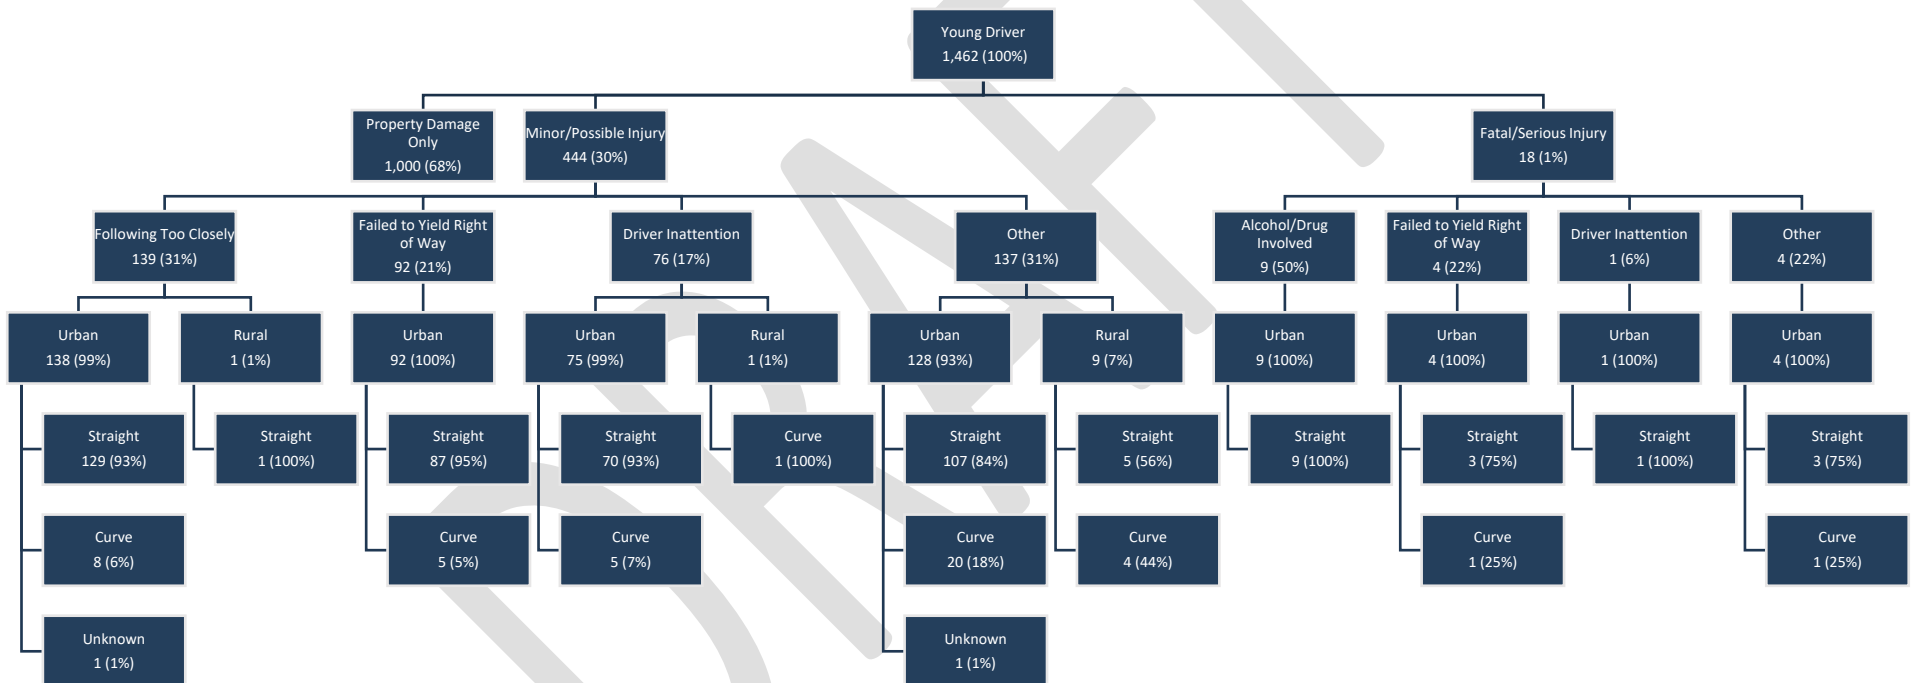 Young Driver
1,462 (100%)
Property Damage
Only
1,000 (68%)
Minor/Possible Injury
444 (30%)
Fatal/Serious Injury
18 (1%)
Following Too Closely
139 (31%)
Failed to Yield Right
of Way
92 (21%)
Driver Inattention
76 (17%)
Other
137 (31%)
Alcohol/Drug
Involved
9 (50%)
Failed to Yield Right
of Way
4 (22%)
Driver Inattention
1 (6%)
Other
4 (22%)
Urban
138 (99%)
Rural
1 (1%)
Urban
92 (100%)
Urban
75 (99%)
Rural
1 (1%)
Urban
128 (93%)
Rural
9 (7%)
Urban
9 (100%)
Urban
4 (100%)
Urban
1 (100%)
Urban
4 (100%)
Straight
129 (93%)
Straight
1 (100%)
Straight
87 (95%)
Straight
70 (93%)
Curve
1 (100%)
Straight
107 (84%)
Straight
5 (56%)
Straight
9 (100%)
Straight
3 (75%)
Straight
1 (100%)
Straight
3 (75%)
Curve
8 (6%)
Curve
5 (5%)
Curve
5 (7%)
Curve
20 (18%)
Curve
4 (44%)
Curve
1 (25%)
Curve
1 (25%)
Unknown
1 (1%)
Unknown
1 (1%)
DRAFT